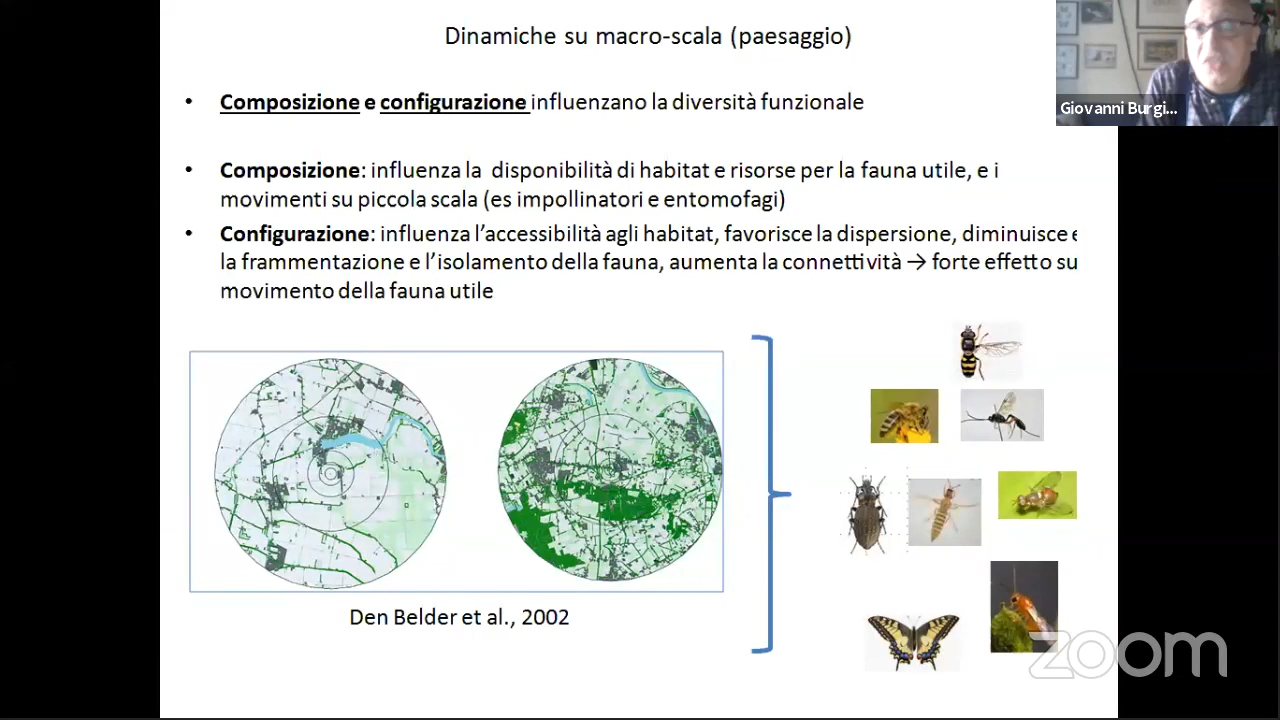 Dinamiche su macro-scala (paesaggio)
Giovanni Burgi...
• Composizione e configurazione influenzano la diversità funzionale
• Composizione: influenza la disponibilità di habitat e risorse per la fauna utile, e i
movimenti su piccola scala (es impollinatori e entomofagi)
• Configurazione: influenza l’accessibilità agli habitat, favorisce la dispersione, diminuisce
la frammentazione e l’isolamento della fauna, aumenta la connettività → forte effetto su
movimento della fauna utile
Den Belder et al., 2002
zoom